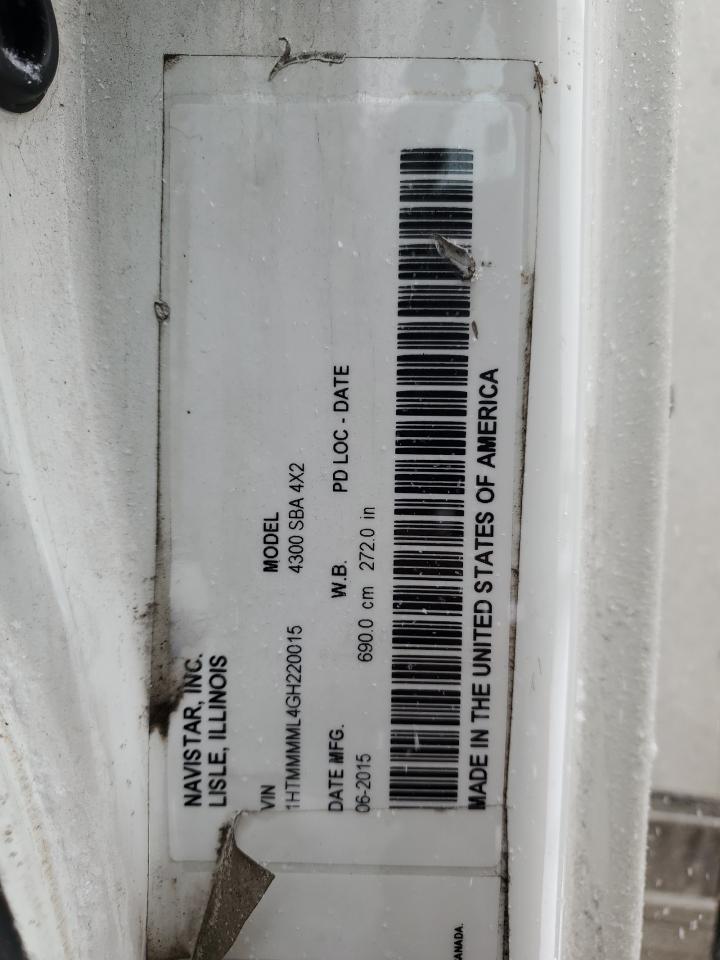 NAVISTAR, INC.
LISLE, ILLINOIS
VIN MODEL
1HTMMMML4GH220015 4300 SBA 4X2
DATE MFG. W.B. PD LOC - DATE
06-2015 690.0 cm 272.0 in
MADE IN THE UNITED STATES OF AMERICA